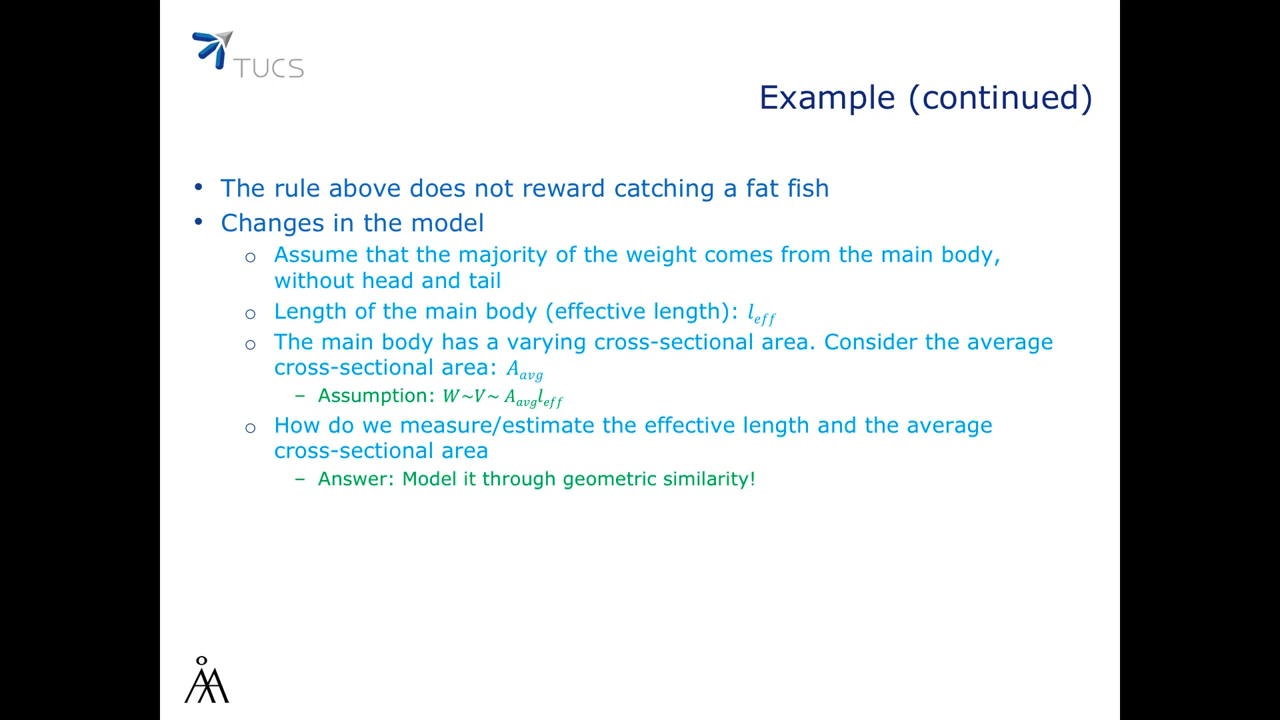 TUCS
Example (continued)
• The rule above does not reward catching a fat fish
• Changes in the model
o Assume that the majority of the weight comes from the main body,
without head and tail
o Length of the main body (effective length): l_eff
o The main body has a varying cross-sectional area. Consider the average
cross-sectional area: A_avg
– Assumption: W~V~ A_avg l_eff
o How do we measure/estimate the effective length and the average
cross-sectional area
– Answer: Model it through geometric similarity!